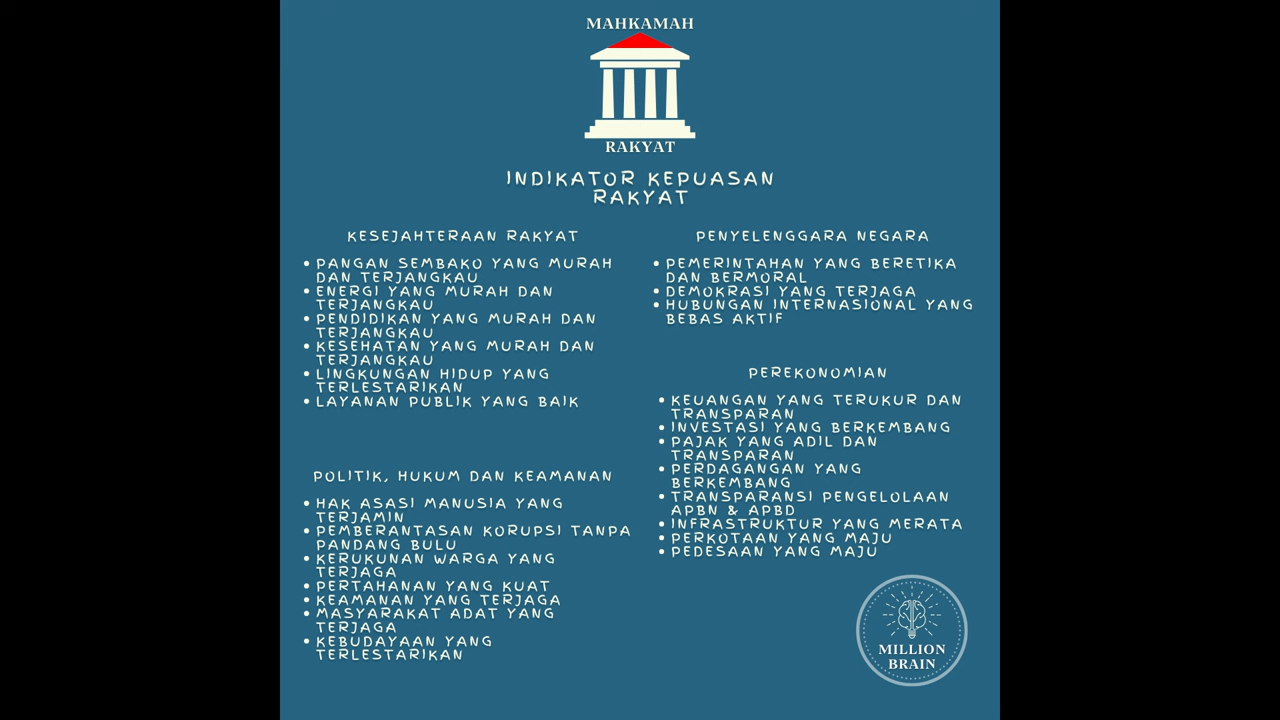 MAHKAMAH
RAKYAT
INDIKATOR KEPUASAN
RAKYAT
KESEJAHTERAAN RAKYAT
• PANGAN SEMBAKO YANG MURAH
DAN TERJANGKAU
• ENERGI YANG MURAH DAN
TERJANGKAU
• PENDIDIKAN YANG MURAH DAN
TERJANGKAU
• KESEHATAN YANG MURAH DAN
TERJANGKAU
• LINGKUNGAN HIDUP YANG
TERLESTARIKAN
• LAYANAN PUBLIK YANG BAIK
POLITIK, HUKUM DAN KEAMANAN
• HAK ASASI MANUSIA YANG
TERJAMIN
• PEMBERANTASAN KORUPSI TANPA
PANDANG BULU
• KERUKUNAN WARGA YANG
TERJAGA
• PERTAHANAN YANG KUAT
• KEAMANAN YANG TERJAGA
• MASYARAKAT ADAT YANG
TERJAGA
• KEBUDAYAAN YANG
TERLESTARIKAN
PENYELENGGARA NEGARA
• PEMERINTAHAN YANG BERETIKA
DAN BERMORAL
• DEMOKRASI YANG TERJAGA
• HUBUNGAN INTERNASIONAL YANG
BEBAS AKTIF
PEREKONOMIAN
• KEUANGAN YANG TERUKUR DAN
TRANSPARAN
• INVESTASI YANG BERKEMBANG
• PAJAK YANG ADIL DAN
TRANSPARAN
• PERDAGANGAN YANG
BERKEMBANG
• TRANSPARANSI PENGELOLAAN
APBN & APBD
• INFRASTRUKTUR YANG MERATA
• PERKOTAAN YANG MAJU
• PEDESAAN YANG MAJU
MILLION
BRAIN